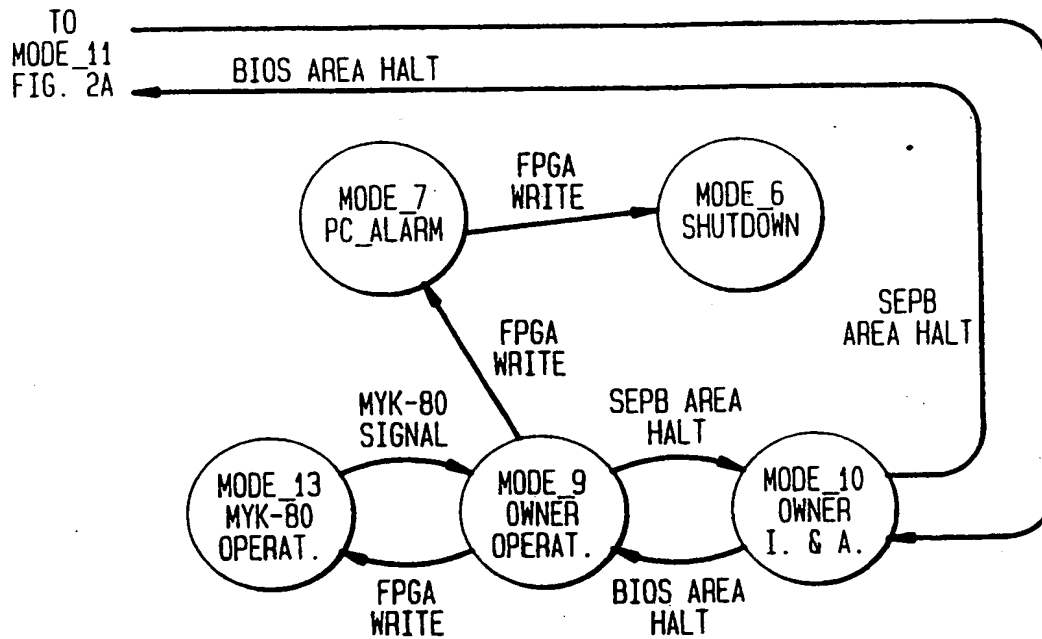 TO
MODE_11
FIG. 2A
BIOS AREA HALT
FPGA
WRITE
MODE_7
PC_ALARM
MODE_6
SHUTDOWN
SEPB
AREA HALT
FPGA
WRITE
MYK-80
SIGNAL
SEPB AREA
HALT
MODE_13
MYK-80
OPERAT.
MODE_9
OWNER
OPERAT.
MODE_10
OWNER
I. & A.
FPGA
WRITE
BIOS AREA
HALT